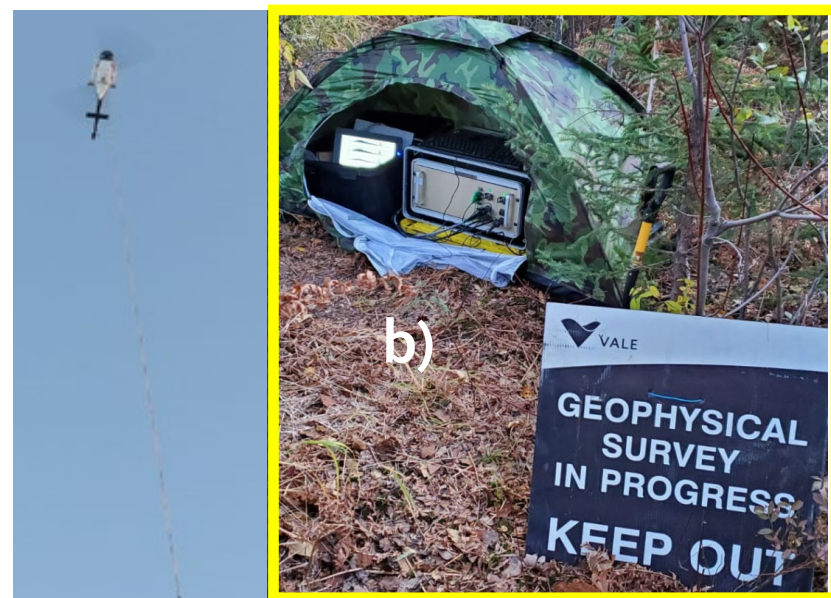 b)
VALE
GEOPHYSICAL
SURVEY
IN PROGRESS
KEEP OUT